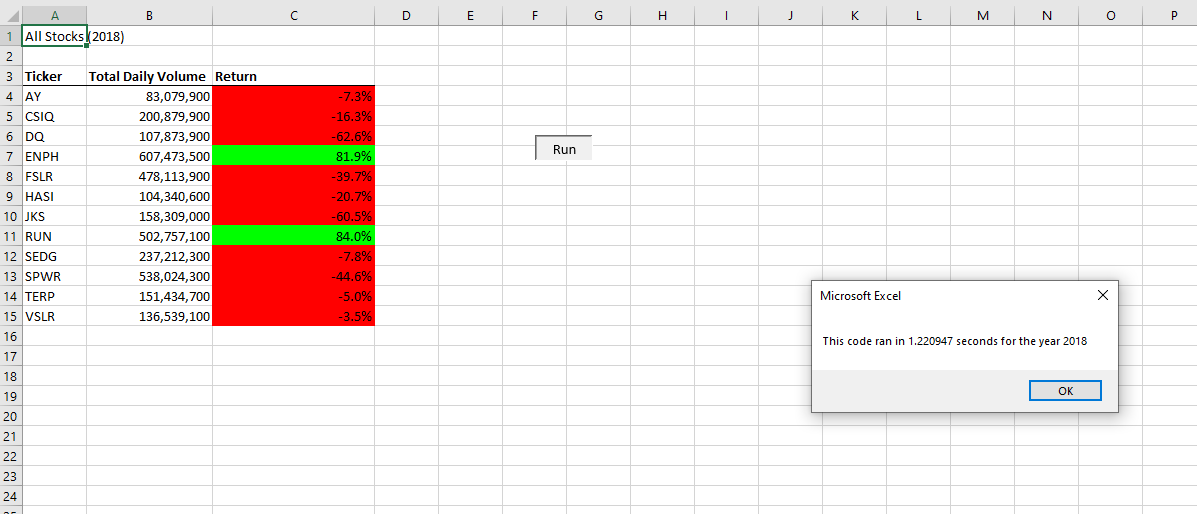 A B C D E F G H I J K L M N O P
1 All Stocks (2018)
2
3 Ticker Total Daily Volume Return
4 AY 83,079,900 -7.3%
5 CSIQ 200,879,900 -16.3%
6 DQ 107,873,900 -62.6%
Run
7 ENPH 607,473,500 81.9%
8 FSLR 478,113,900 -39.7%
9 HASI 104,340,600 -20.7%
10 JKS 158,309,000 -60.5%
11 RUN 502,757,100 84.0%
12 SEDG 237,212,300 -7.8%
13 SPWR 538,024,300 -44.6%
14 TERP 151,434,700 -5.0%
15 VSLR 136,539,100 -3.5%
16
17
18
19
20
21
22
23
24
Microsoft Excel
This code ran in 1.220947 seconds for the year 2018
OK